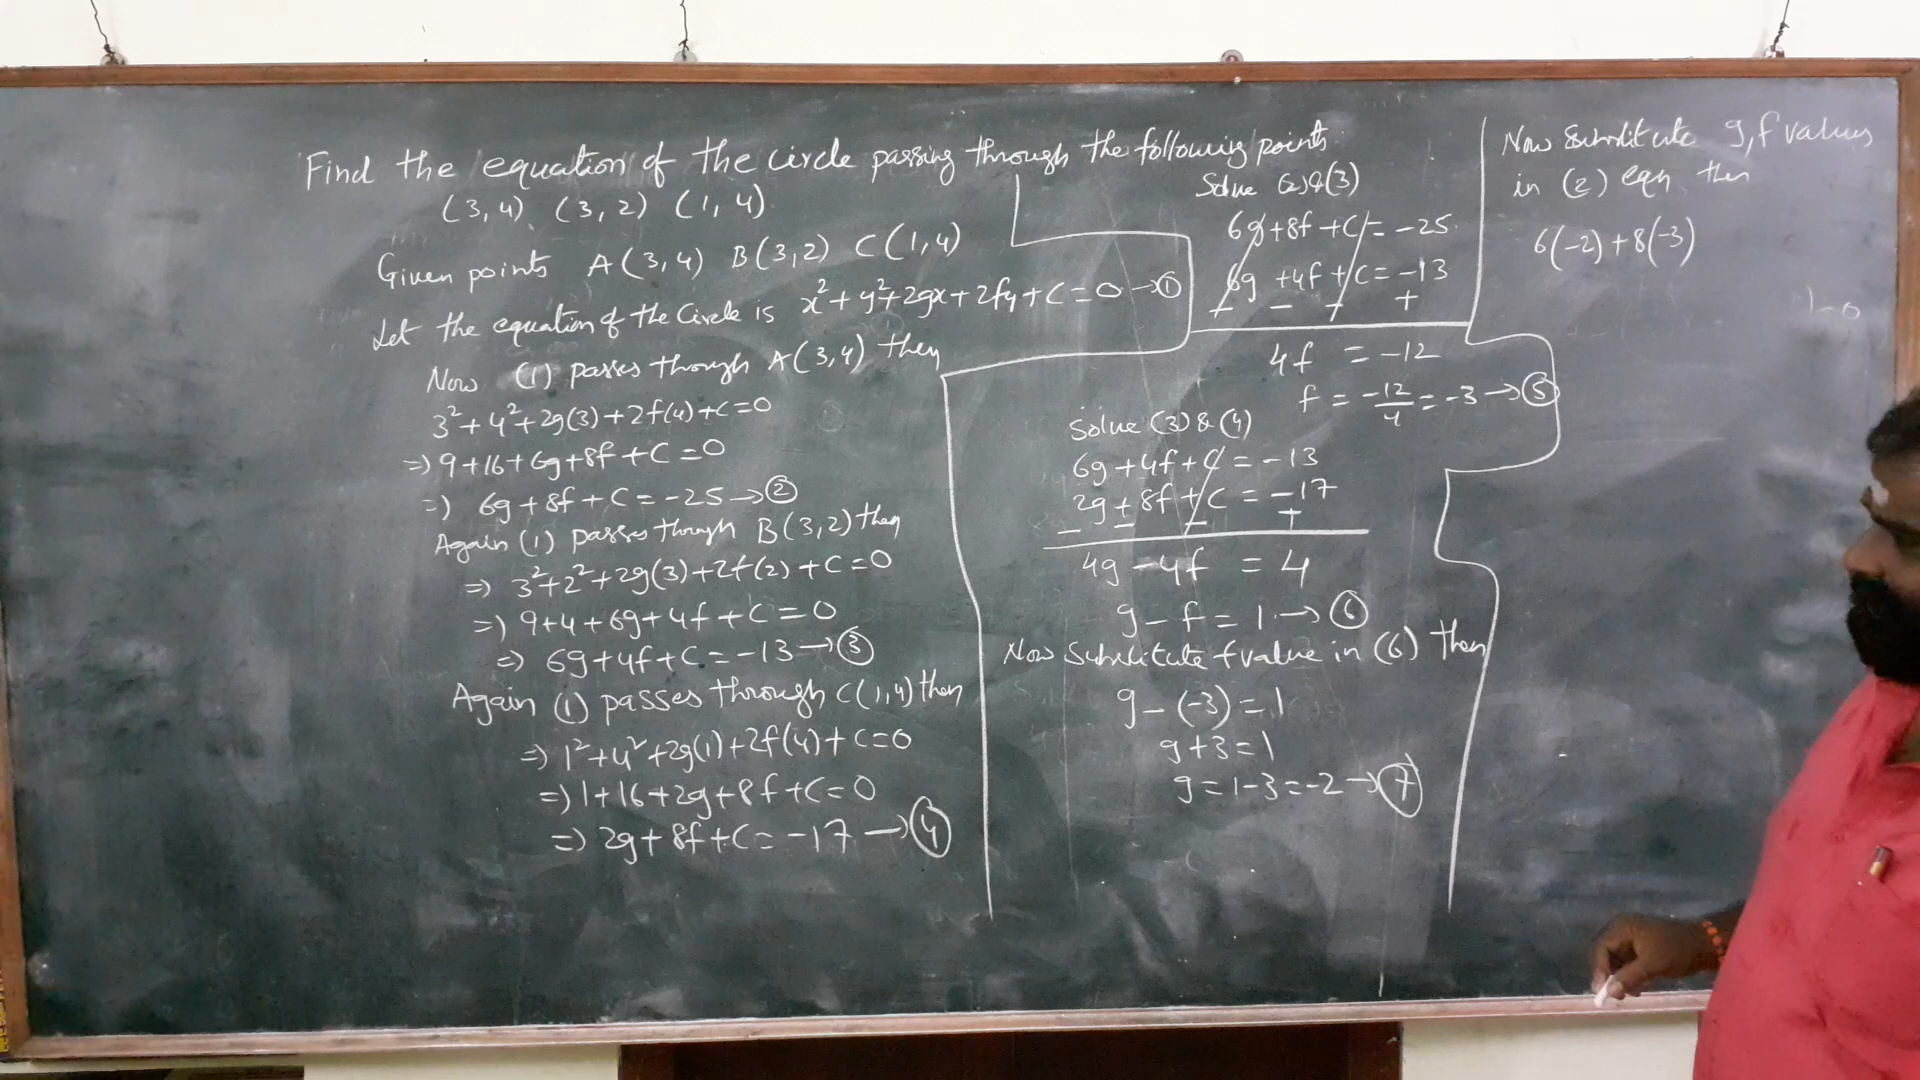 Find the equation of the circle passing through the following points
(3, 4) (3, 2) (1, 4)
Given points A(3,4) B(3,2) C(1,4)
Let the equation of the circle is x²+y²+2gx+2fy+C=0→①
Now (1) passes through A(3,4) then
3²+4²+2g(3)+2f(4)+C=0
⇒9+16+6g+8f+C=0
⇒ 6g+8f+C=-25→②
Again (1) passes through B(3,2) then
⇒ 3²+2²+2g(3)+2f(2)+C=0
⇒ 9+4+6g+4f+C=0
⇒ 6g+4f+C=-13→③
Again (1) passes through C(1,4) then
⇒ 1²+4²+2g(1)+2f(4)+C=0
⇒1+16+2g+8f+C=0
⇒ 2g+8f+C=-17→④
Solve (2)&(3)
6g+8f+C=-25
6g+4f+C=-13
- - - +
4f = -12
f = -12/4 = -3→⑤
Solve (3) & (4)
6g+4f+C=-13
2g+8f+C=-17
- - - +
4g-4f = 4
g-f=1→⑥
Now Substitute f value in (6) then
g-(-3)=1
g+3=1
g=1-3=-2→⑦
Now Substitute g,f values
in (2) eqn then
6(-2)+8(-3)